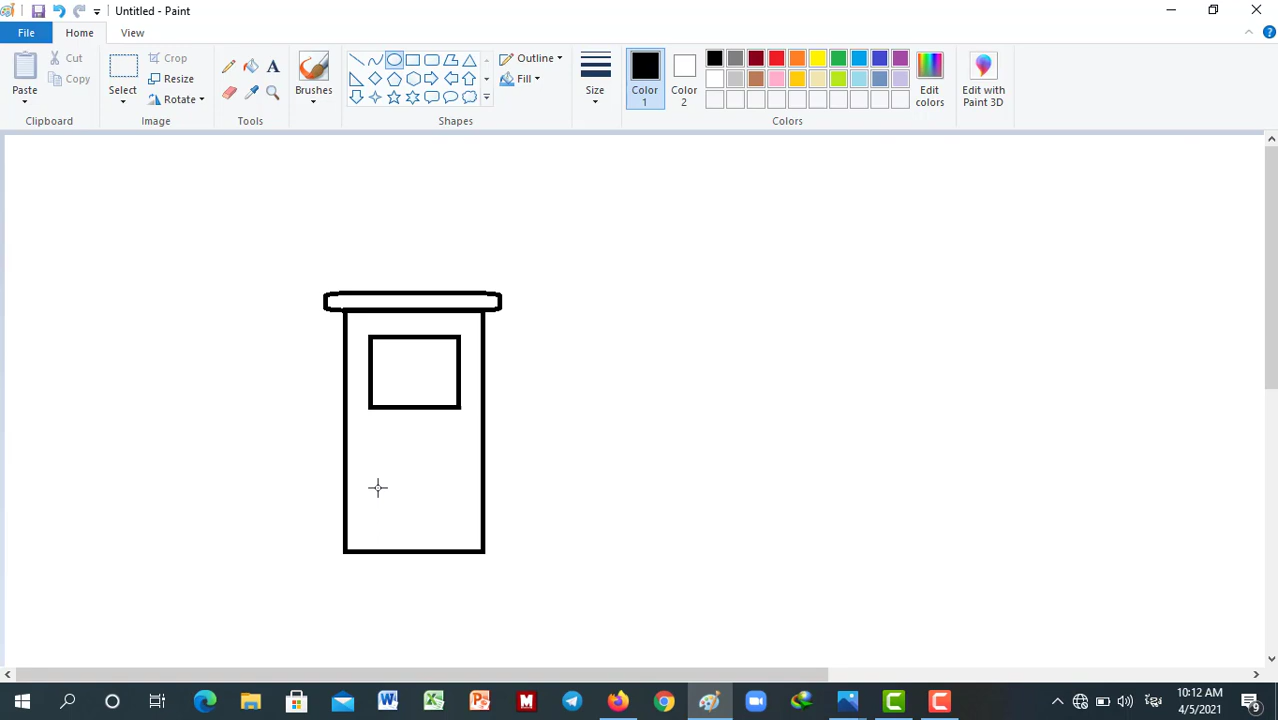 Untitled - Paint
File Home View
Paste Cut Copy
Clipboard
Select Crop Resize Rotate
Image
A
Tools
Brushes
Outline Fill
Shapes
Size
Color 1
Color 2
Edit colors
Colors
Edit with Paint 3D
10:12 AM
4/5/2021
9